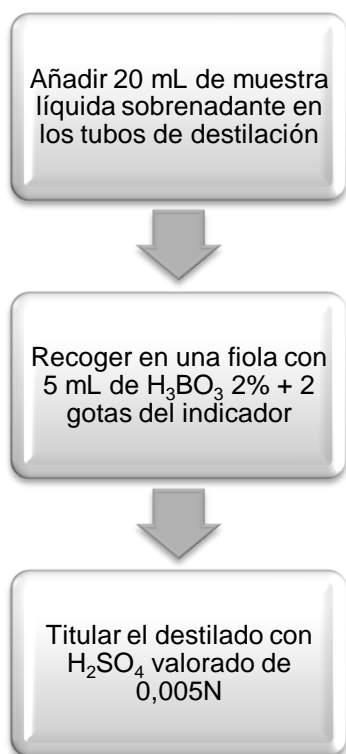 Añadir 20 mL de muestra
líquida sobrenadante en
los tubos de destilación
Recoger en una fiola con
5 mL de H₃BO₃ 2% + 2
gotas del indicador
Titular el destilado con
H₂SO₄ valorado de
0,005N